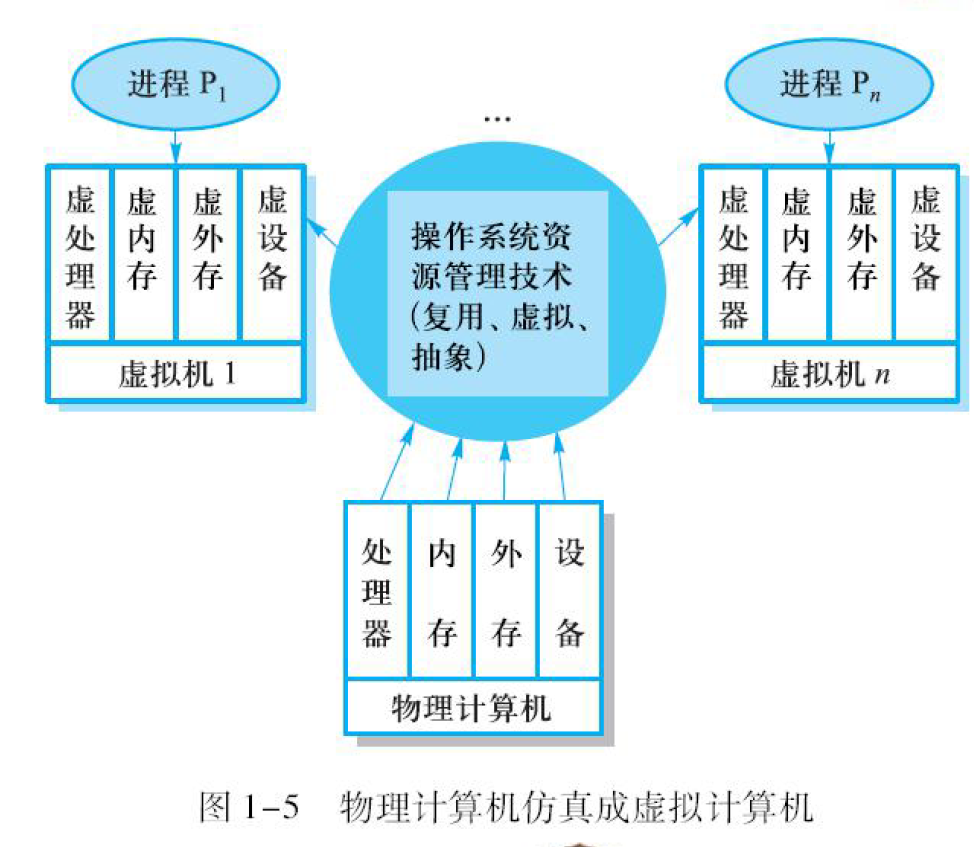 进程 P1
...
进程 Pn
虚处理器
虚内存
虚外存
虚设备
虚拟机 1
操作系统资
源管理技术
(复用、虚拟、
抽象)
虚处理器
虚内存
虚外存
虚设备
虚拟机 n
处理器
内存
外存
设备
物理计算机
图 1-5 物理计算机仿真成虚拟计算机